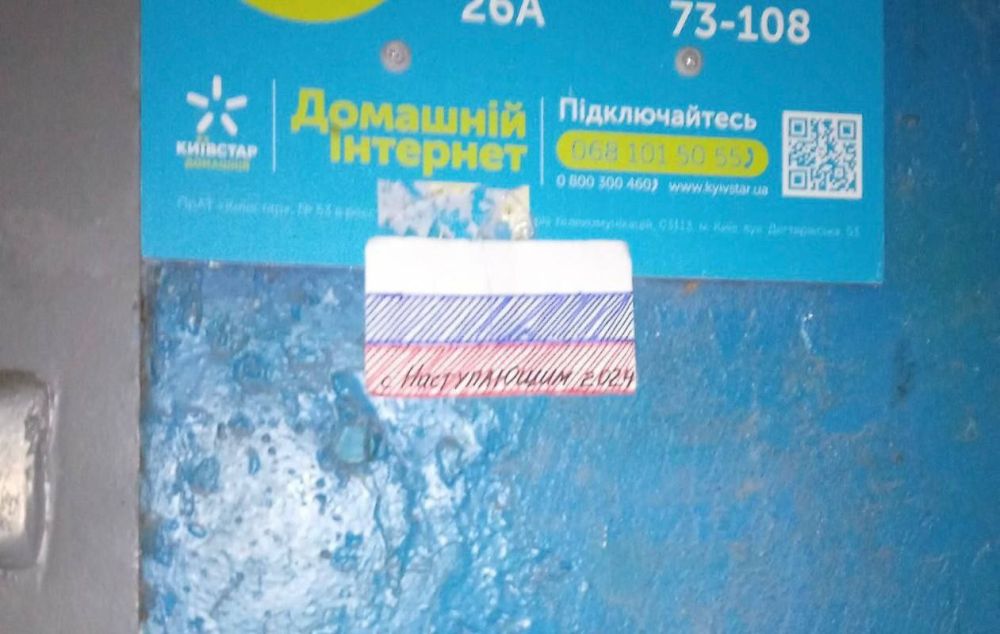 26А
73-108
КИЇВСТАР
ДОМАШНІЙ
Домашній
Інтернет
Підключайтесь
068 101 50 55
0 800 300 460 www.kyivstar.ua
с Наступающим 2024